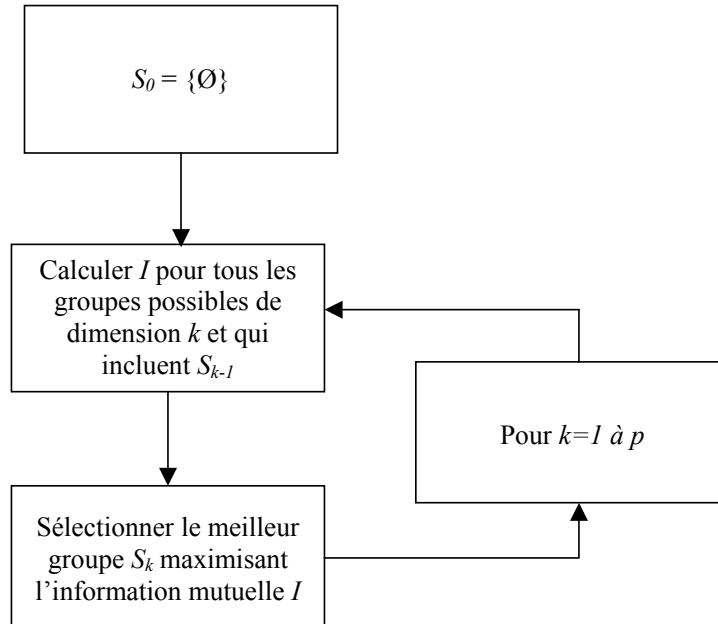 S0 = {Ø}
Calculer I pour tous les
groupes possibles de
dimension k et qui
incluent Sk-1
Pour k=1 à p
Sélectionner le meilleur
groupe Sk maximisant
l’information mutuelle I